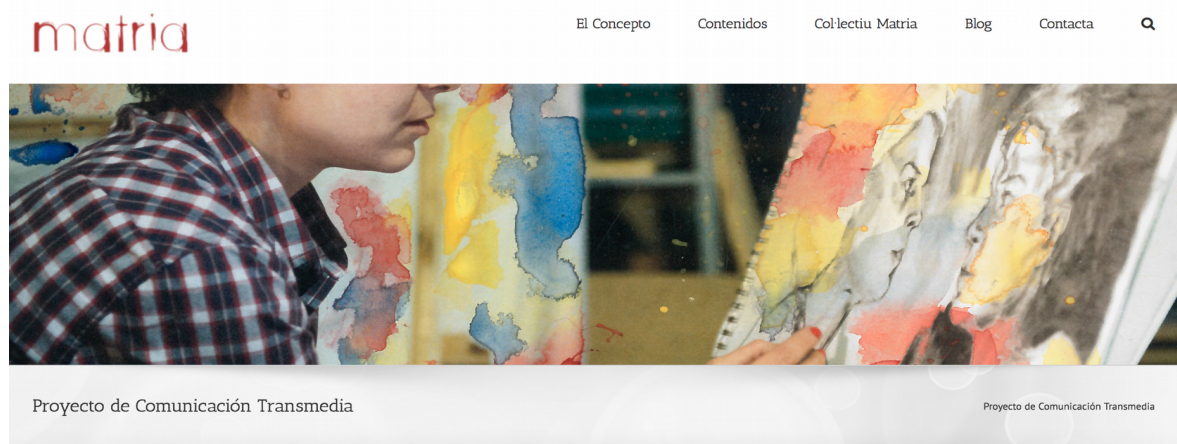 matria
El Concepto Contenidos Col·lectiu Matria Blog Contacta
Proyecto de Comunicación Transmedia
Proyecto de Comunicación Transmedia